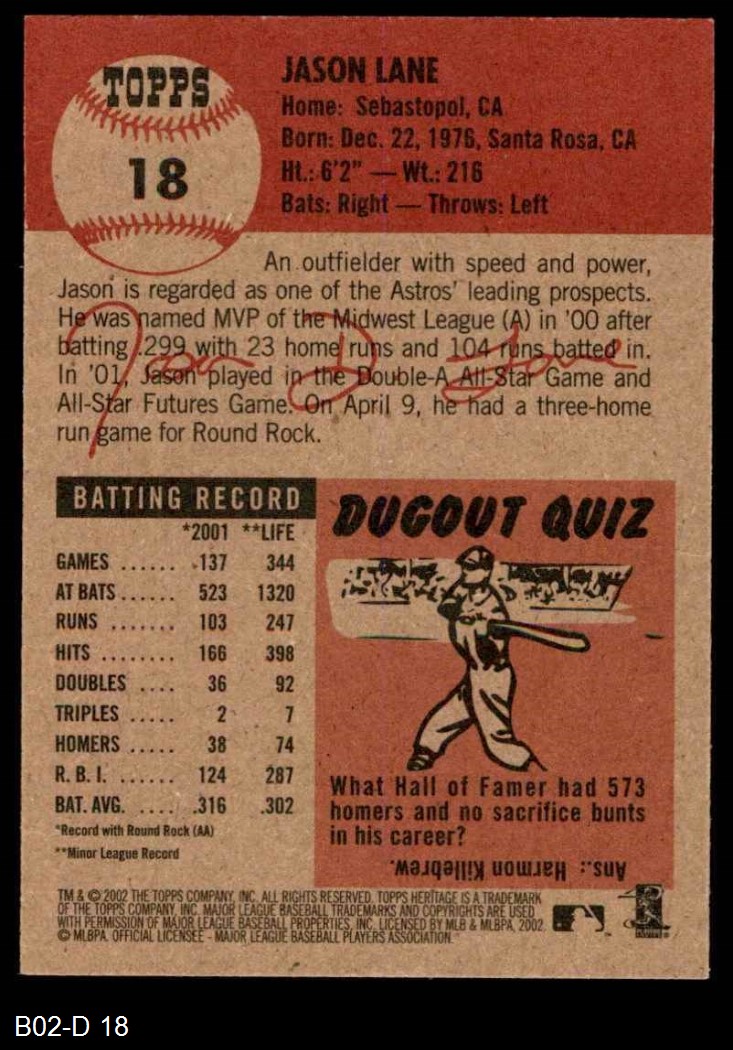 TOPPS
18
JASON LANE
Home: Sebastopol, CA
Born: Dec. 22, 1976, Santa Rosa, CA
Ht.: 6'2" — Wt.: 216
Bats: Right — Throws: Left
An outfielder with speed and power,
Jason is regarded as one of the Astros' leading prospects.
He was named MVP of the Midwest League (A) in '00 after
batting .299 with 23 home runs and 104 runs batted in.
In '01, Jason played in the Double-A All-Star Game and
All-Star Futures Game. On April 9, he had a three-home
run game for Round Rock.
Jason D. Lane
BATTING RECORD
*2001 **LIFE
GAMES ...... 137 344
AT BATS ...... 523 1320
RUNS ....... 103 247
HITS ........ 166 398
DOUBLES .... 36 92
TRIPLES ..... 2 7
HOMERS ..... 38 74
R. B. I. ...... 124 287
BAT. AVG. .... .316 .302
*Record with Round Rock (AA)
**Minor League Record
DUGOUT QUIZ
What Hall of Famer had 573
homers and no sacrifice bunts
in his career?
Ans.: Harmon Killebrew.
TM & © 2002 THE TOPPS COMPANY, INC. ALL RIGHTS RESERVED. TOPPS HERITAGE IS A TRADEMARK
OF THE TOPPS COMPANY, INC. MAJOR LEAGUE BASEBALL TRADEMARKS AND COPYRIGHTS ARE USED
WITH PERMISSION OF MAJOR LEAGUE BASEBALL PROPERTIES, INC. LICENSED BY MLB & MLBPA, 2002.
© MLBPA. OFFICIAL LICENSEE - MAJOR LEAGUE BASEBALL PLAYERS ASSOCIATION.
B02-D 18